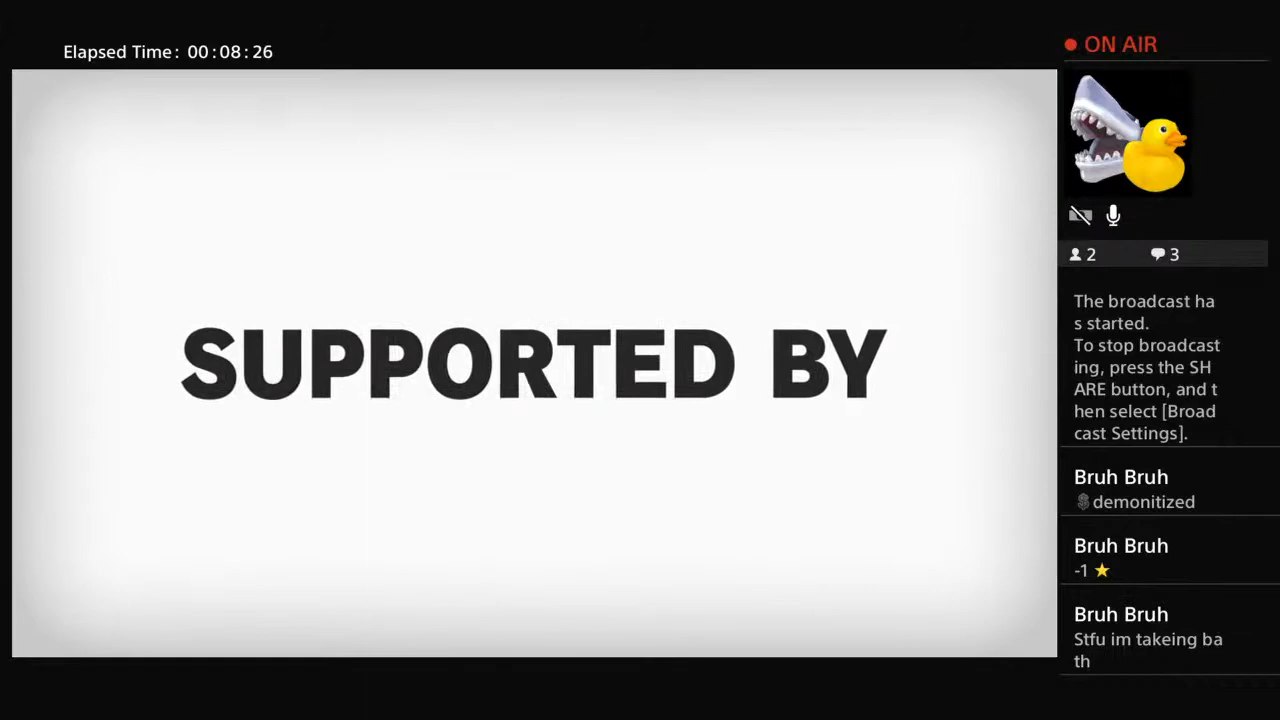 Elapsed Time: 00:08:26
ON AIR
SUPPORTED BY
2 3
The broadcast ha
s started.
To stop broadcast
ing, press the SH
ARE button, and t
hen select [Broad
cast Settings].
Bruh Bruh
demonitized
Bruh Bruh
-1
Bruh Bruh
Stfu im takeing ba
th